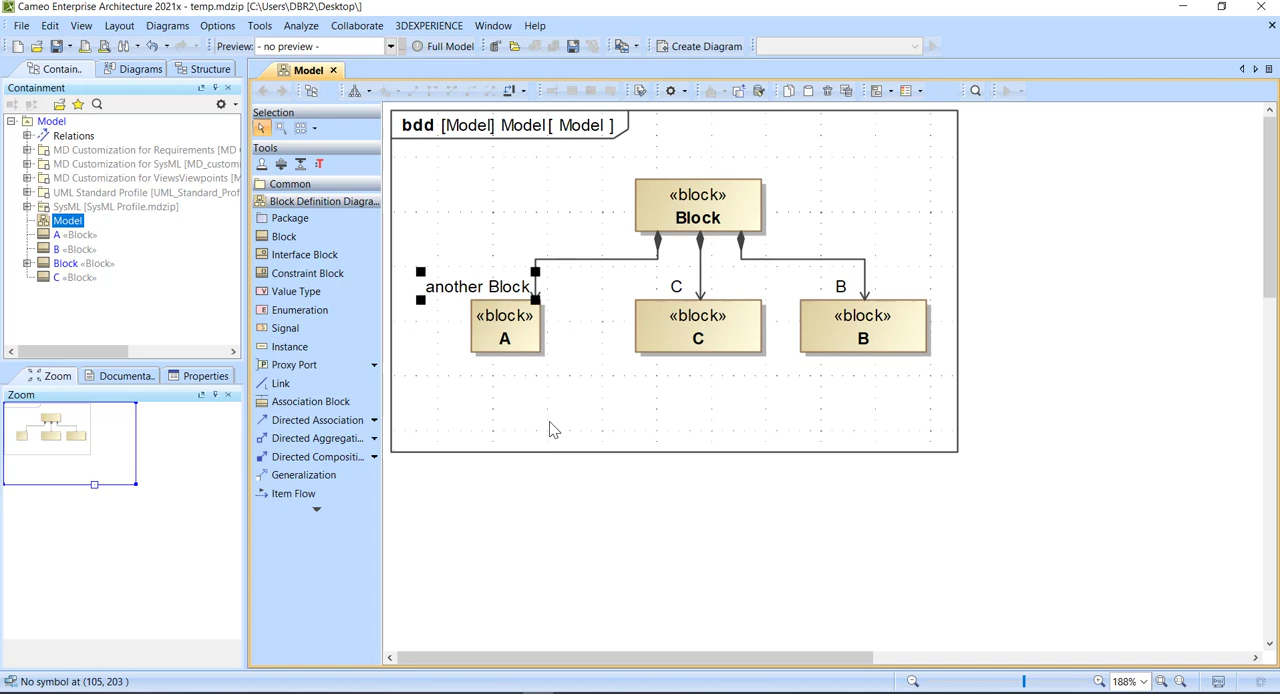 Cameo Enterprise Architecture 2021x - temp.mdzip [C:\Users\DBR2\Desktop\]
File Edit View Layout Diagrams Options Tools Analyze Collaborate 3DEXPERIENCE Window Help
Preview: - no preview - Full Model Create Diagram
Contain.. Diagrams Structure
Containment
Model
Relations
MD Customization for Requirements [MD
MD Customization for SysML [MD_customi
MD Customization for ViewsViewpoints [M
UML Standard Profile [UML_Standard_Prof
SysML [SysML Profile.mdzip]
Model
A «Block»
B «Block»
Block «Block»
C «Block»
Zoom Documenta.. Properties
Zoom
Model
Selection
Tools
Common
Block Definition Diagra...
Package
Block
Interface Block
Constraint Block
Value Type
Enumeration
Signal
Instance
Proxy Port
Link
Association Block
Directed Association
Directed Aggregati...
Directed Compositi...
Generalization
Item Flow
bdd [Model] Model[ Model ]
«block»
Block
another Block C B
«block» «block» «block»
A C B
No symbol at (105, 203 )
188%